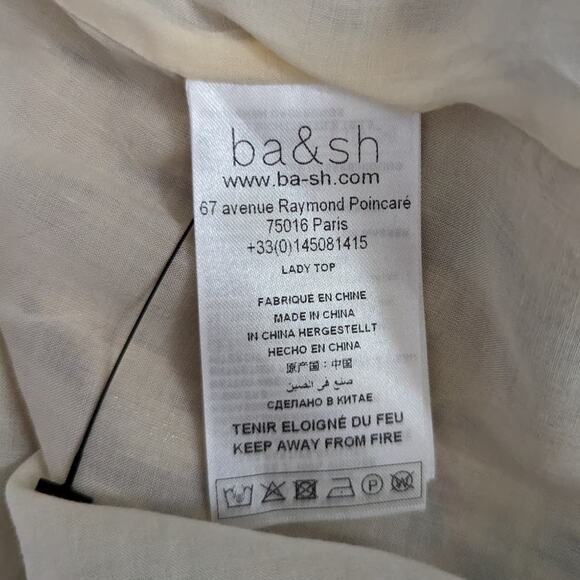 ba&sh
www.ba-sh.com
67 avenue Raymond Poincaré
75016 Paris
+33(0)145081415
LADY TOP
FABRIQUÉ EN CHINE
MADE IN CHINA
IN CHINA HERGESTELLT
HECHO EN CHINA
原产国：中国
صنع في الصين
СДЕЛАНО В КИТАЕ
TENIR ELOIGNÉ DU FEU
KEEP AWAY FROM FIRE
P W